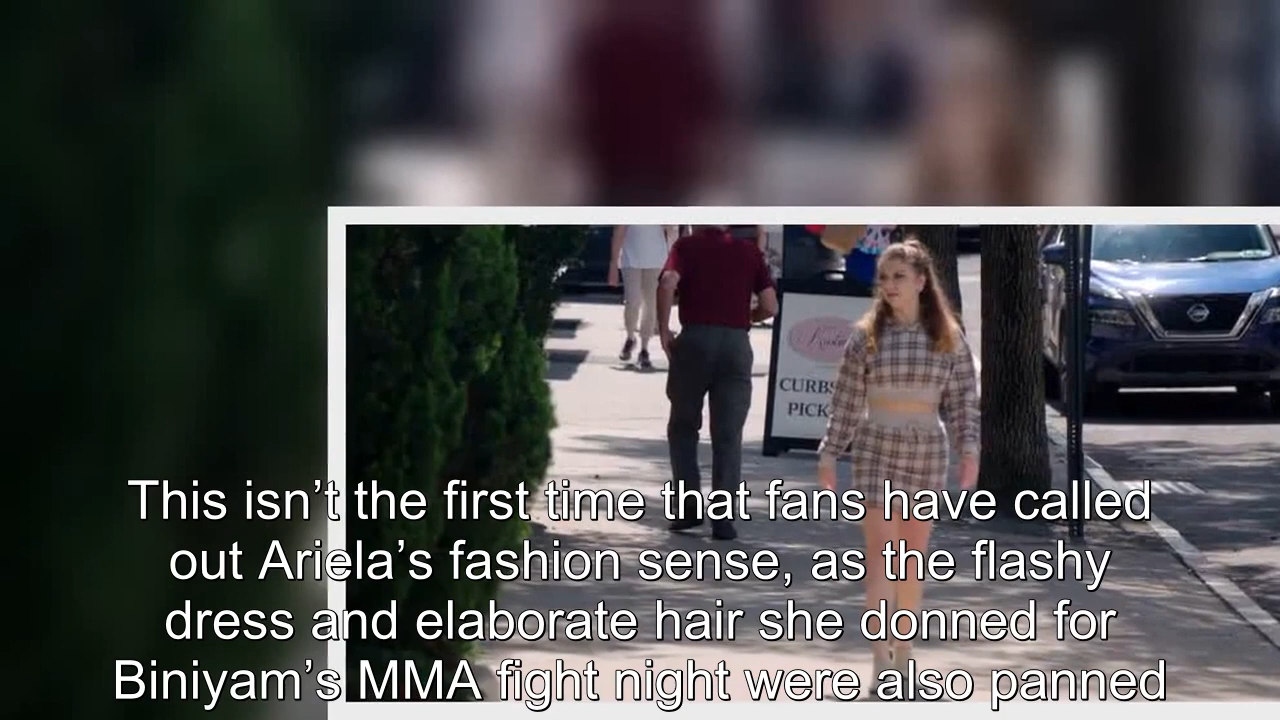 CURBS
PICK
This isn’t the first time that fans have called
out Ariela’s fashion sense, as the flashy
dress and elaborate hair she donned for
Biniyam’s MMA fight night were also panned